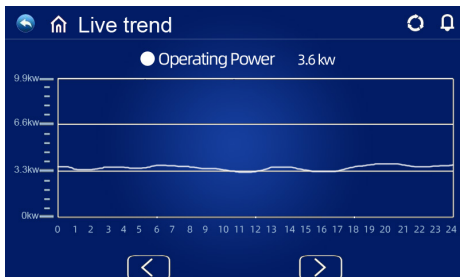 Live trend
Operating Power 3.6 kw
9.9kw
6.6kw
3.3kw
0kw
0 1 2 3 4 5 6 7 8 9 10 11 12 13 14 15 16 17 18 19 20 21 22 23 24